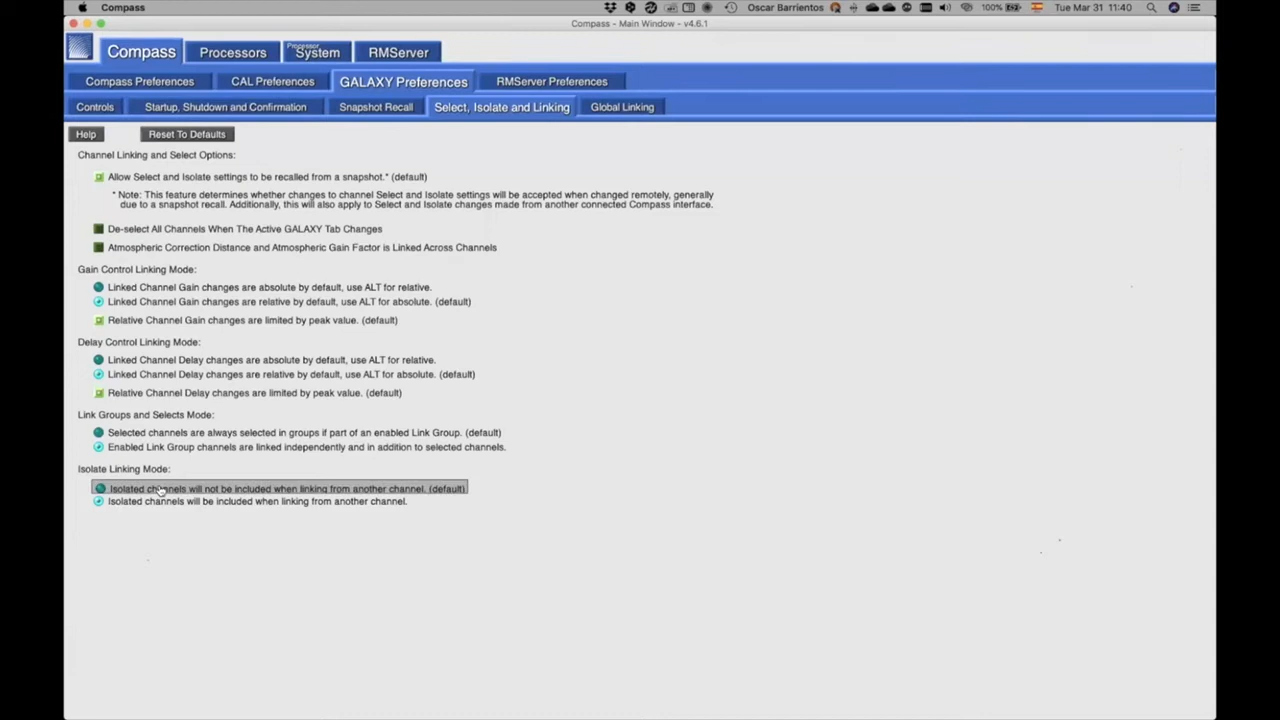 Compass
Oscar Barrientos
100%
Tue Mar 31 11:40
Compass - Main Window - v4.6.1
Compass
Processors
Processor
System
RMServer
Compass Preferences
CAL Preferences
GALAXY Preferences
RMServer Preferences
Controls
Startup, Shutdown and Confirmation
Snapshot Recall
Select, Isolate and Linking
Global Linking
Help
Reset To Defaults
Channel Linking and Select Options:
Allow Select and Isolate settings to be recalled from a snapshot.* (default)
* Note: This feature determines whether changes to channel Select and Isolate settings will be accepted when changed remotely, generally
due to a snapshot recall. Additionally, this will also apply to Select and Isolate changes made from another connected Compass interface.
De-select All Channels When The Active GALAXY Tab Changes
Atmospheric Correction Distance and Atmospheric Gain Factor is Linked Across Channels
Gain Control Linking Mode:
Linked Channel Gain changes are absolute by default, use ALT for relative.
Linked Channel Gain changes are relative by default, use ALT for absolute. (default)
Relative Channel Gain changes are limited by peak value. (default)
Delay Control Linking Mode:
Linked Channel Delay changes are absolute by default, use ALT for relative.
Linked Channel Delay changes are relative by default, use ALT for absolute. (default)
Relative Channel Delay changes are limited by peak value. (default)
Link Groups and Selects Mode:
Selected channels are always selected in groups if part of an enabled Link Group. (default)
Enabled Link Group channels are linked independently and in addition to selected channels.
Isolate Linking Mode:
Isolated channels will not be included when linking from another channel. (default)
Isolated channels will be included when linking from another channel.